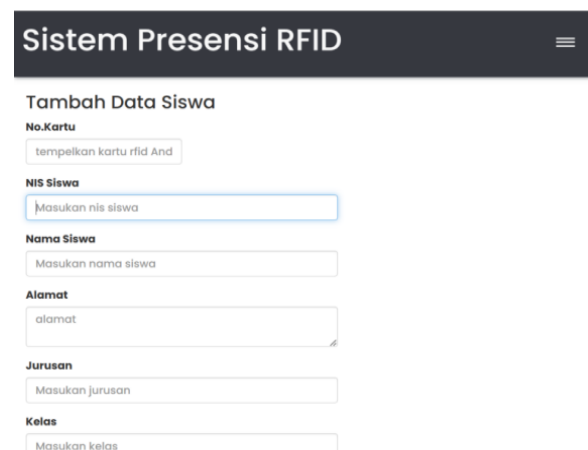 Sistem Presensi RFID
Tambah Data Siswa
No.Kartu
tempelkan kartu rfid And
NIS Siswa
Masukan nis siswa
Nama Siswa
Masukan nama siswa
Alamat
alamat
Jurusan
Masukan jurusan
Kelas
Masukan kelas